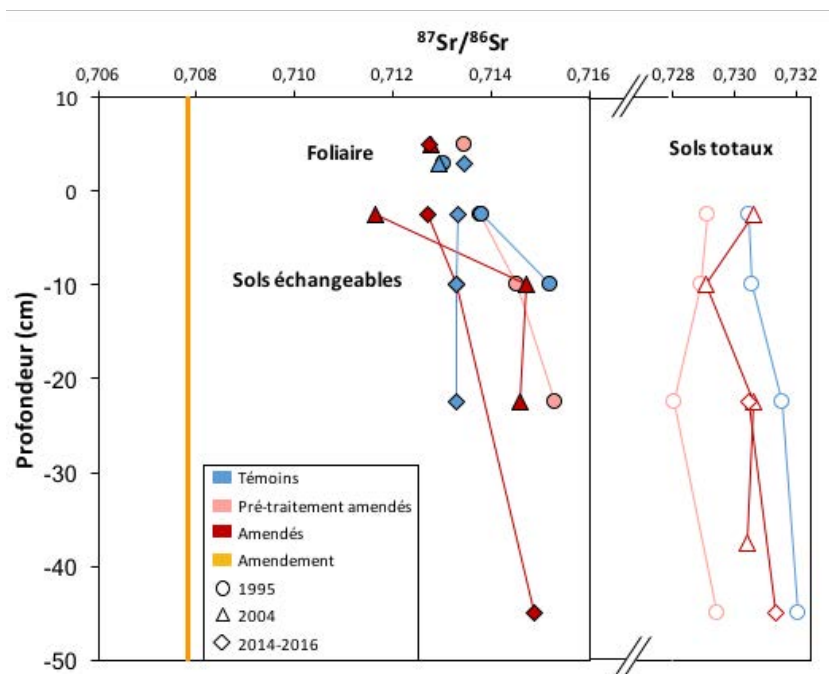 ⁸⁷Sr/⁸⁶Sr
0,706 0,708 0,710 0,712 0,714 0,716 0,728 0,730 0,732
10
0
-10
-20
-30
-40
-50
Profondeur (cm)
Foliaire
Sols totaux
Sols échangeables
Témoins
Pré-traitement amendés
Amendés
Amendement
1995
2004
2014-2016